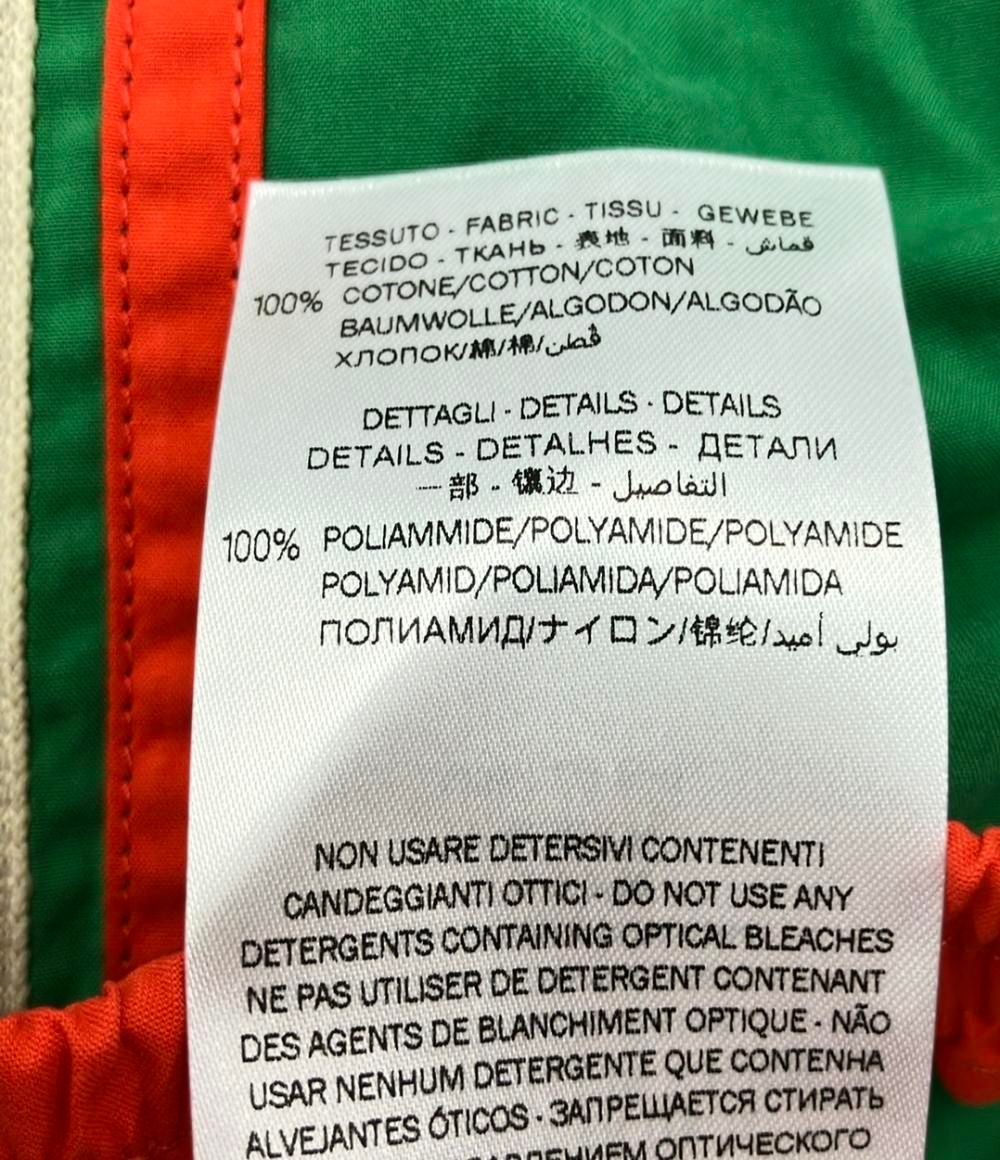 TESSUTO - FABRIC - TISSU - GEWEBE
TECIDO - ТКАНЬ - 表地 - 面料 - قماش
100% COTONE/COTTON/COTON
BAUMWOLLE/ALGODON/ALGODÃO
ХЛОПОК/綿/棉/قُطن
DETTAGLI - DETAILS - DETAILS
DETAILS - DETALHES - ДЕТАЛИ
一部 - 镶边 - التفاصيل
100% POLIAMMIDE/POLYAMIDE/POLYAMIDE
POLYAMID/POLIAMIDA/POLIAMIDA
ПОЛИАМИД/ナイロン/锦纶/بولي أميد
NON USARE DETERSIVI CONTENENTI
CANDEGGIANTI OTTICI - DO NOT USE ANY
DETERGENTS CONTAINING OPTICAL BLEACHES
NE PAS UTILISER DE DETERGENT CONTENANT
DES AGENTS DE BLANCHIMENT OPTIQUE - NÃO
USAR NENHUM DETERGENTE QUE CONTENHA
ALVEJANTES ÓTICOS - ЗАПРЕЩАЕТСЯ СТИРАТЬ
ОПТИЧЕСКОГО